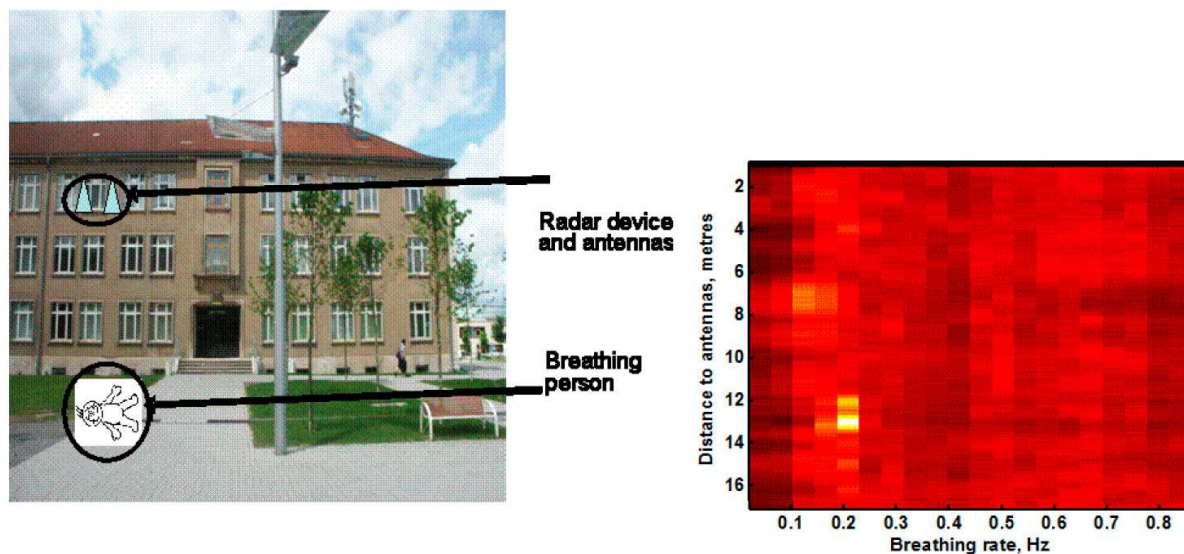 Radar device
and antennas
Breathing
person
Distance to antennas, metres
2
4
6
8
10
12
14
16
0.1 0.2 0.3 0.4 0.5 0.6 0.7 0.8
Breathing rate, Hz